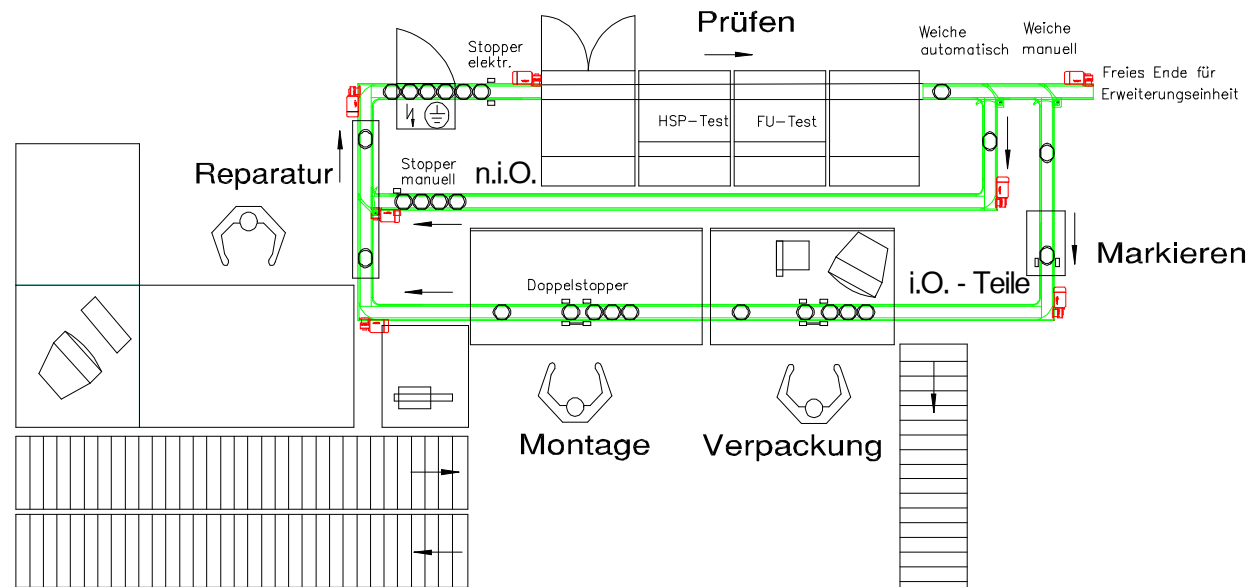 Prüfen
Weiche
automatisch
Weiche
manuell
Stopper
elektr.
Freies Ende für
Erweiterungseinheit
HSP-Test
FU-Test
Reparatur
Stopper
manuell
n.i.O.
Markieren
i.O. - Teile
Doppelstopper
Montage
Verpackung